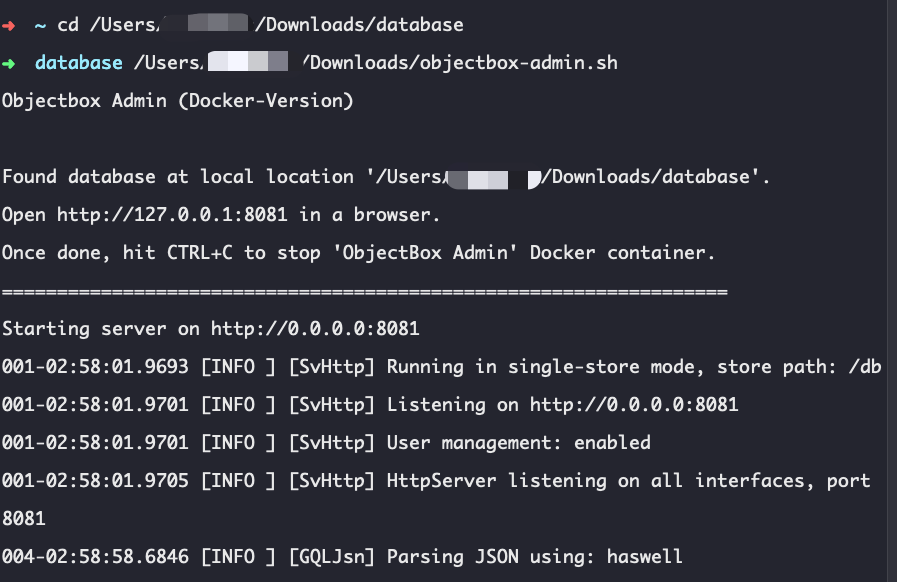 ➜ ~ cd /Users/ /Downloads/database
➜ database /Users/ /Downloads/objectbox-admin.sh
Objectbox Admin (Docker-Version)
Found database at local location '/Users/ /Downloads/database'.
Open http://127.0.0.1:8081 in a browser.
Once done, hit CTRL+C to stop 'ObjectBox Admin' Docker container.
==================================================================
Starting server on http://0.0.0.0:8081
001-02:58:01.9693 [INFO ] [SvHttp] Running in single-store mode, store path: /db
001-02:58:01.9701 [INFO ] [SvHttp] Listening on http://0.0.0.0:8081
001-02:58:01.9701 [INFO ] [SvHttp] User management: enabled
001-02:58:01.9705 [INFO ] [SvHttp] HttpServer listening on all interfaces, port
8081
004-02:58:58.6846 [INFO ] [GQLJsn] Parsing JSON using: haswell